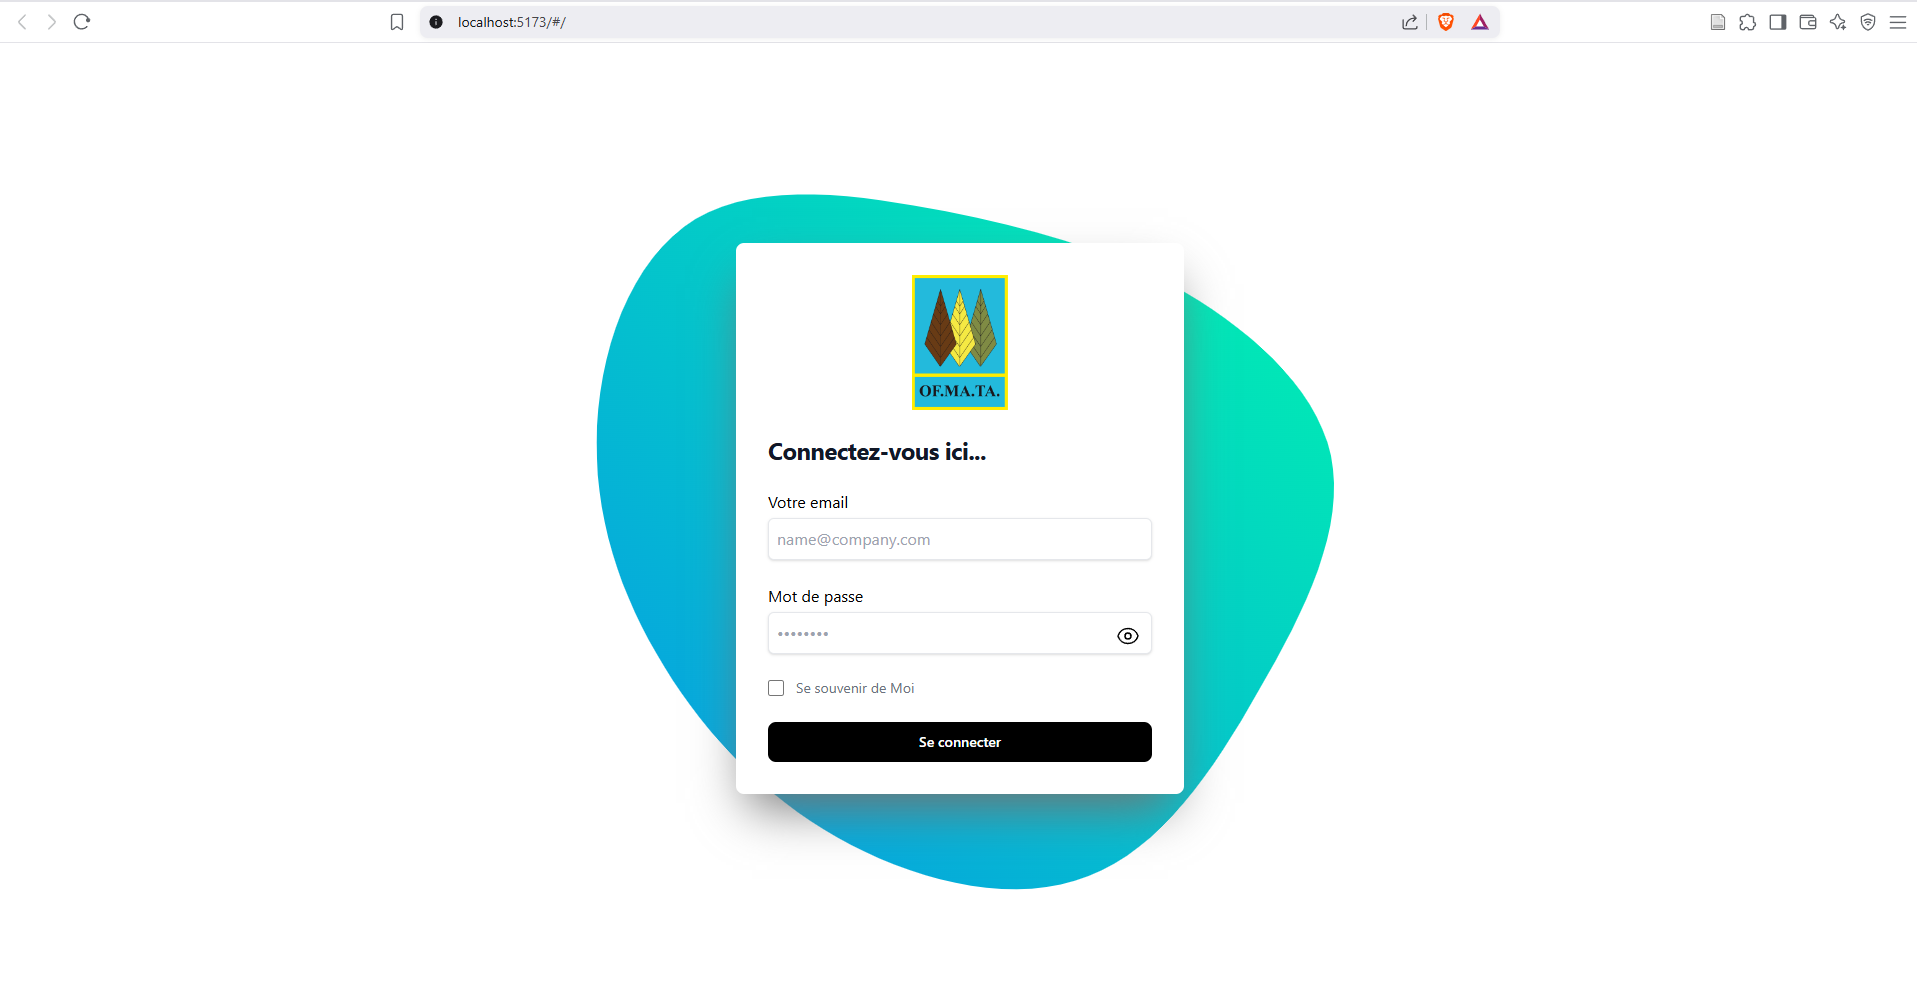 localhost:5173/#/
OF.MA.TA.
Connectez-vous ici...
Votre email
name@company.com
Mot de passe
••••••••
Se souvenir de Moi
Se connecter